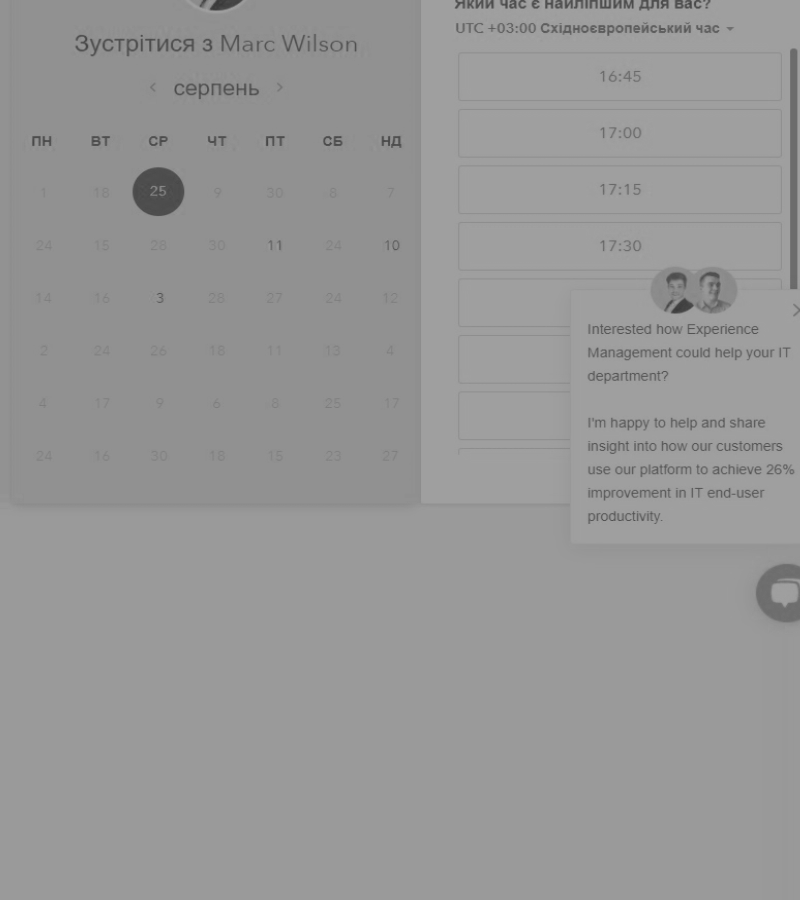 Зустрітися з Marc Wilson
серпень
ПН ВТ СР ЧТ ПТ СБ НД
1 18 25 9 30 8 7
24 15 28 30 11 24 10
14 16 3 28 27 24 12
2 24 26 18 11 13 4
4 17 9 6 8 25 17
24 16 30 18 15 23 27
Який час є найліпшим для вас?
UTC +03:00 Східноєвропейський час
16:45
17:00
17:15
17:30
Interested how Experience
Management could help your IT
department?
I'm happy to help and share
insight into how our customers
use our platform to achieve 26%
improvement in IT end-user
productivity.